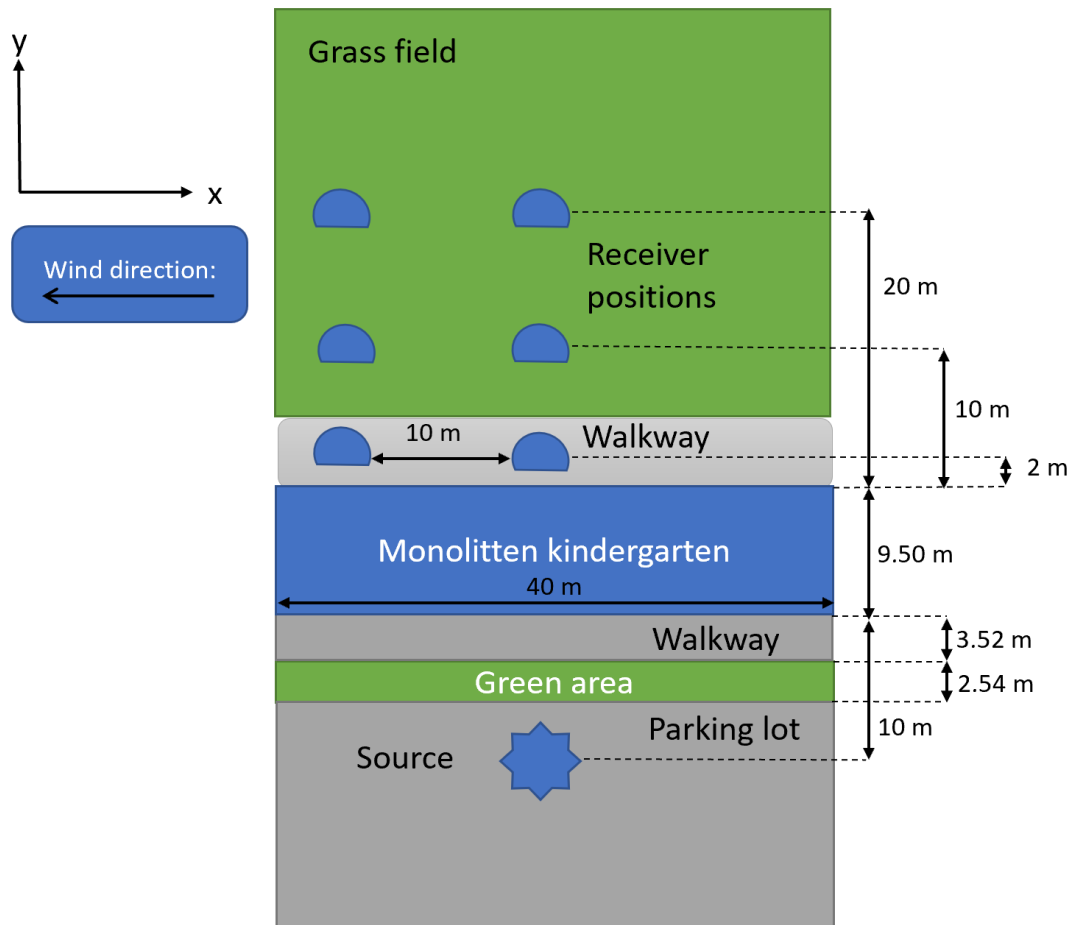 y
Grass field
x
Wind direction:
Receiver
positions
20 m
10 m
10 m
Walkway
2 m
Monolitten kindergarten
9.50 m
40 m
Walkway
3.52 m
Green area
2.54 m
Parking lot
10 m
Source